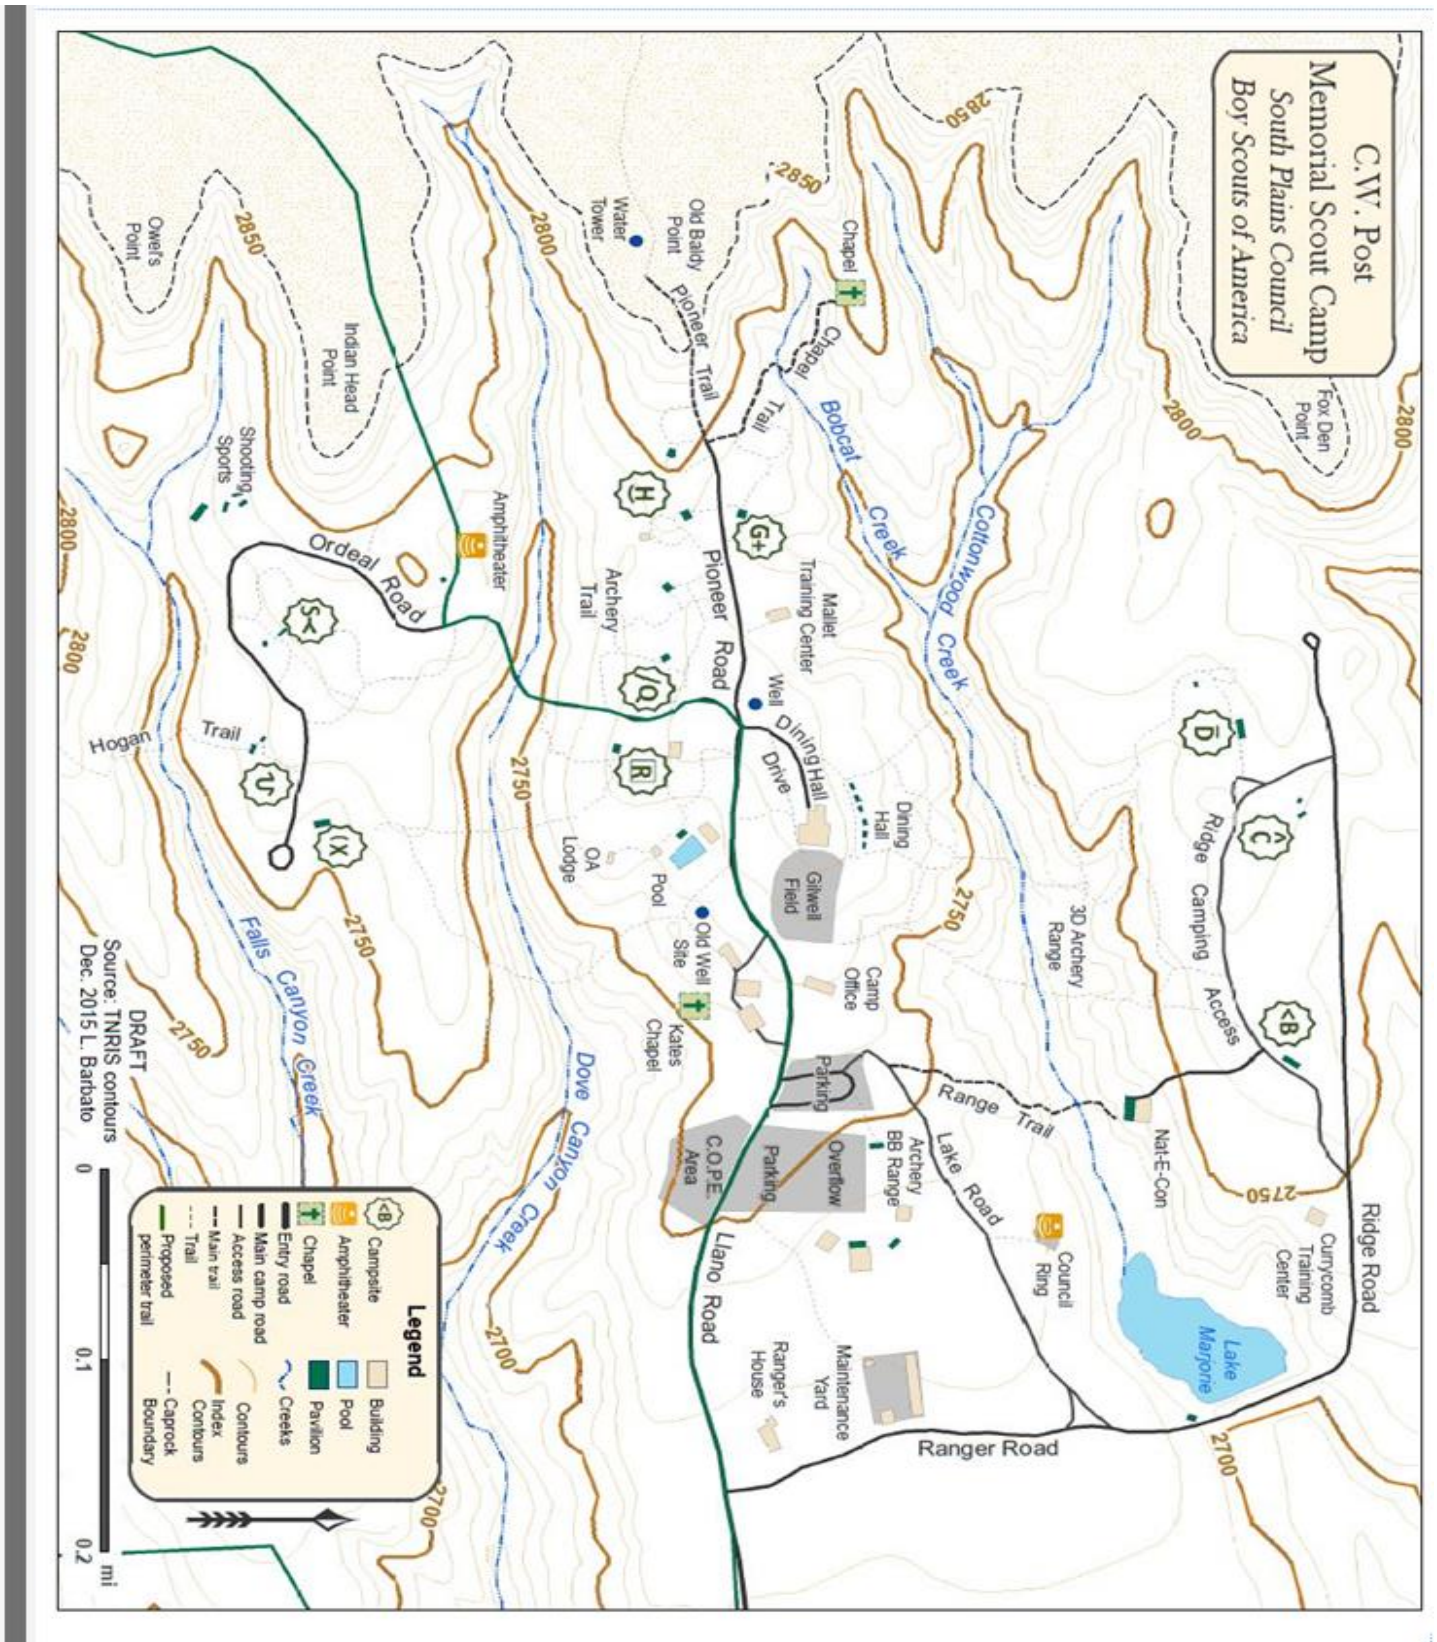 C.W. Post
Memorial Scout Camp
South Plains Council
Boy Scouts of America
Fox Den
Point
2800
2800
2850
2850
2800
2850
2800
2800
Chapel
Chapel
Trail
Old Baldy
Point
Water
Tower
Pioneer Trail
Owel's
Point
Indian Head
Point
Shooting
Sports
Bobcat
Creek
Cottonwood Creek
Creek
Amphitheater
Ordeal Road
H
G+
Mallet
Training Center
Pioneer Road
Archery
Trail
Well
Dining Hall
Drive
Dining
Hall
Gilwell
Field
D
C
<B
Ridge Camping Access
Ridge Road
3D Archery
Range
2750
/Q
R
OA
Lodge
Pool
Old Well
Site
Kates
Chapel
Camp
Office
Parking
Range Trail
Nat-E-Con
2750
Currycomb
Training
Center
Lake
Marjorie
Council
Ring
Lake Road
Archery
BB Range
Overflow
Parking
C.O.P.E.
Area
Llano Road
Maintenance
Yard
Ranger's
House
Ranger Road
2700
2750
Hogan
Trail
(X
2750
Falls Canyon Creek
2750
Dove Canyon Creek
2700
2700
DRAFT
Source: TNRIS contours
Dec. 2015 L. Barbato
0 0.1 0.2
mi
Legend
<B Campsite
Amphitheater
Chapel
Entry road
Main camp road
Access road
Main trail
Trail
Proposed
perimeter trail
Building
Pool
Pavilion
Creeks
Contours
Index
Contours
Caprock
Boundary